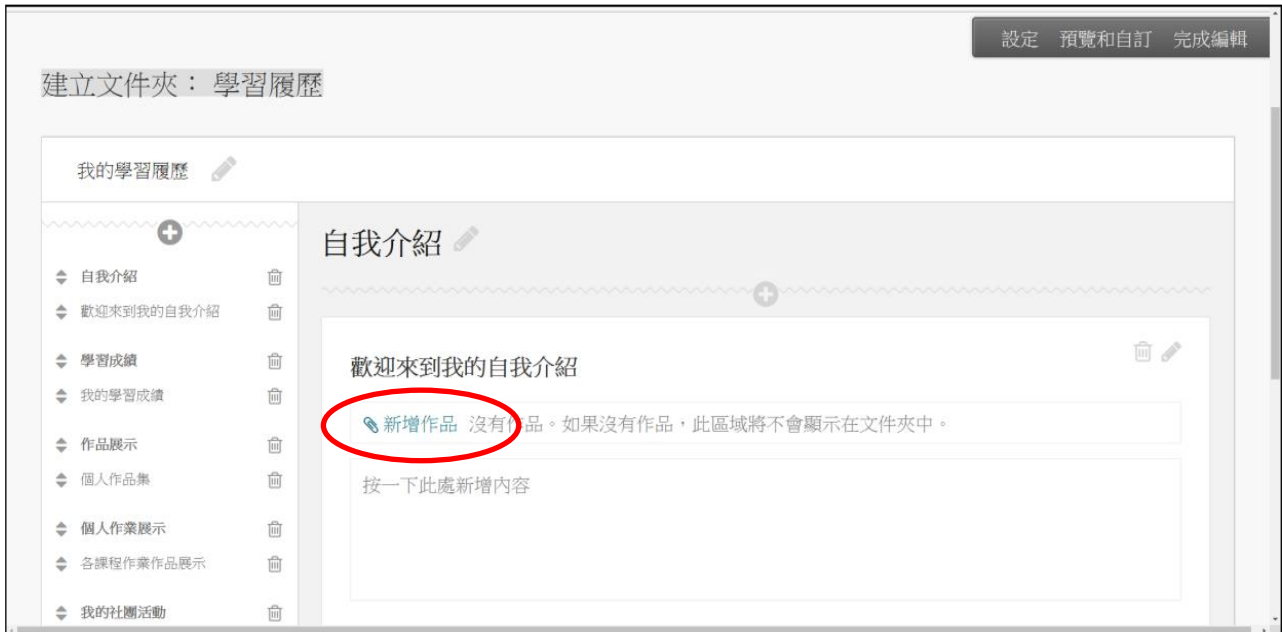 設定 預覽和自訂 完成編輯
建立文件夾： 學習履歷
我的學習履歷
自我介紹
歡迎來到我的自我介紹
學習成績
我的學習成績
作品展示
個人作品集
個人作業展示
各課程作業作品展示
我的社團活動
自我介紹
歡迎來到我的自我介紹
新增作品 沒有作品。如果沒有作品，此區域將不會顯示在文件夾中。
按一下此處新增內容